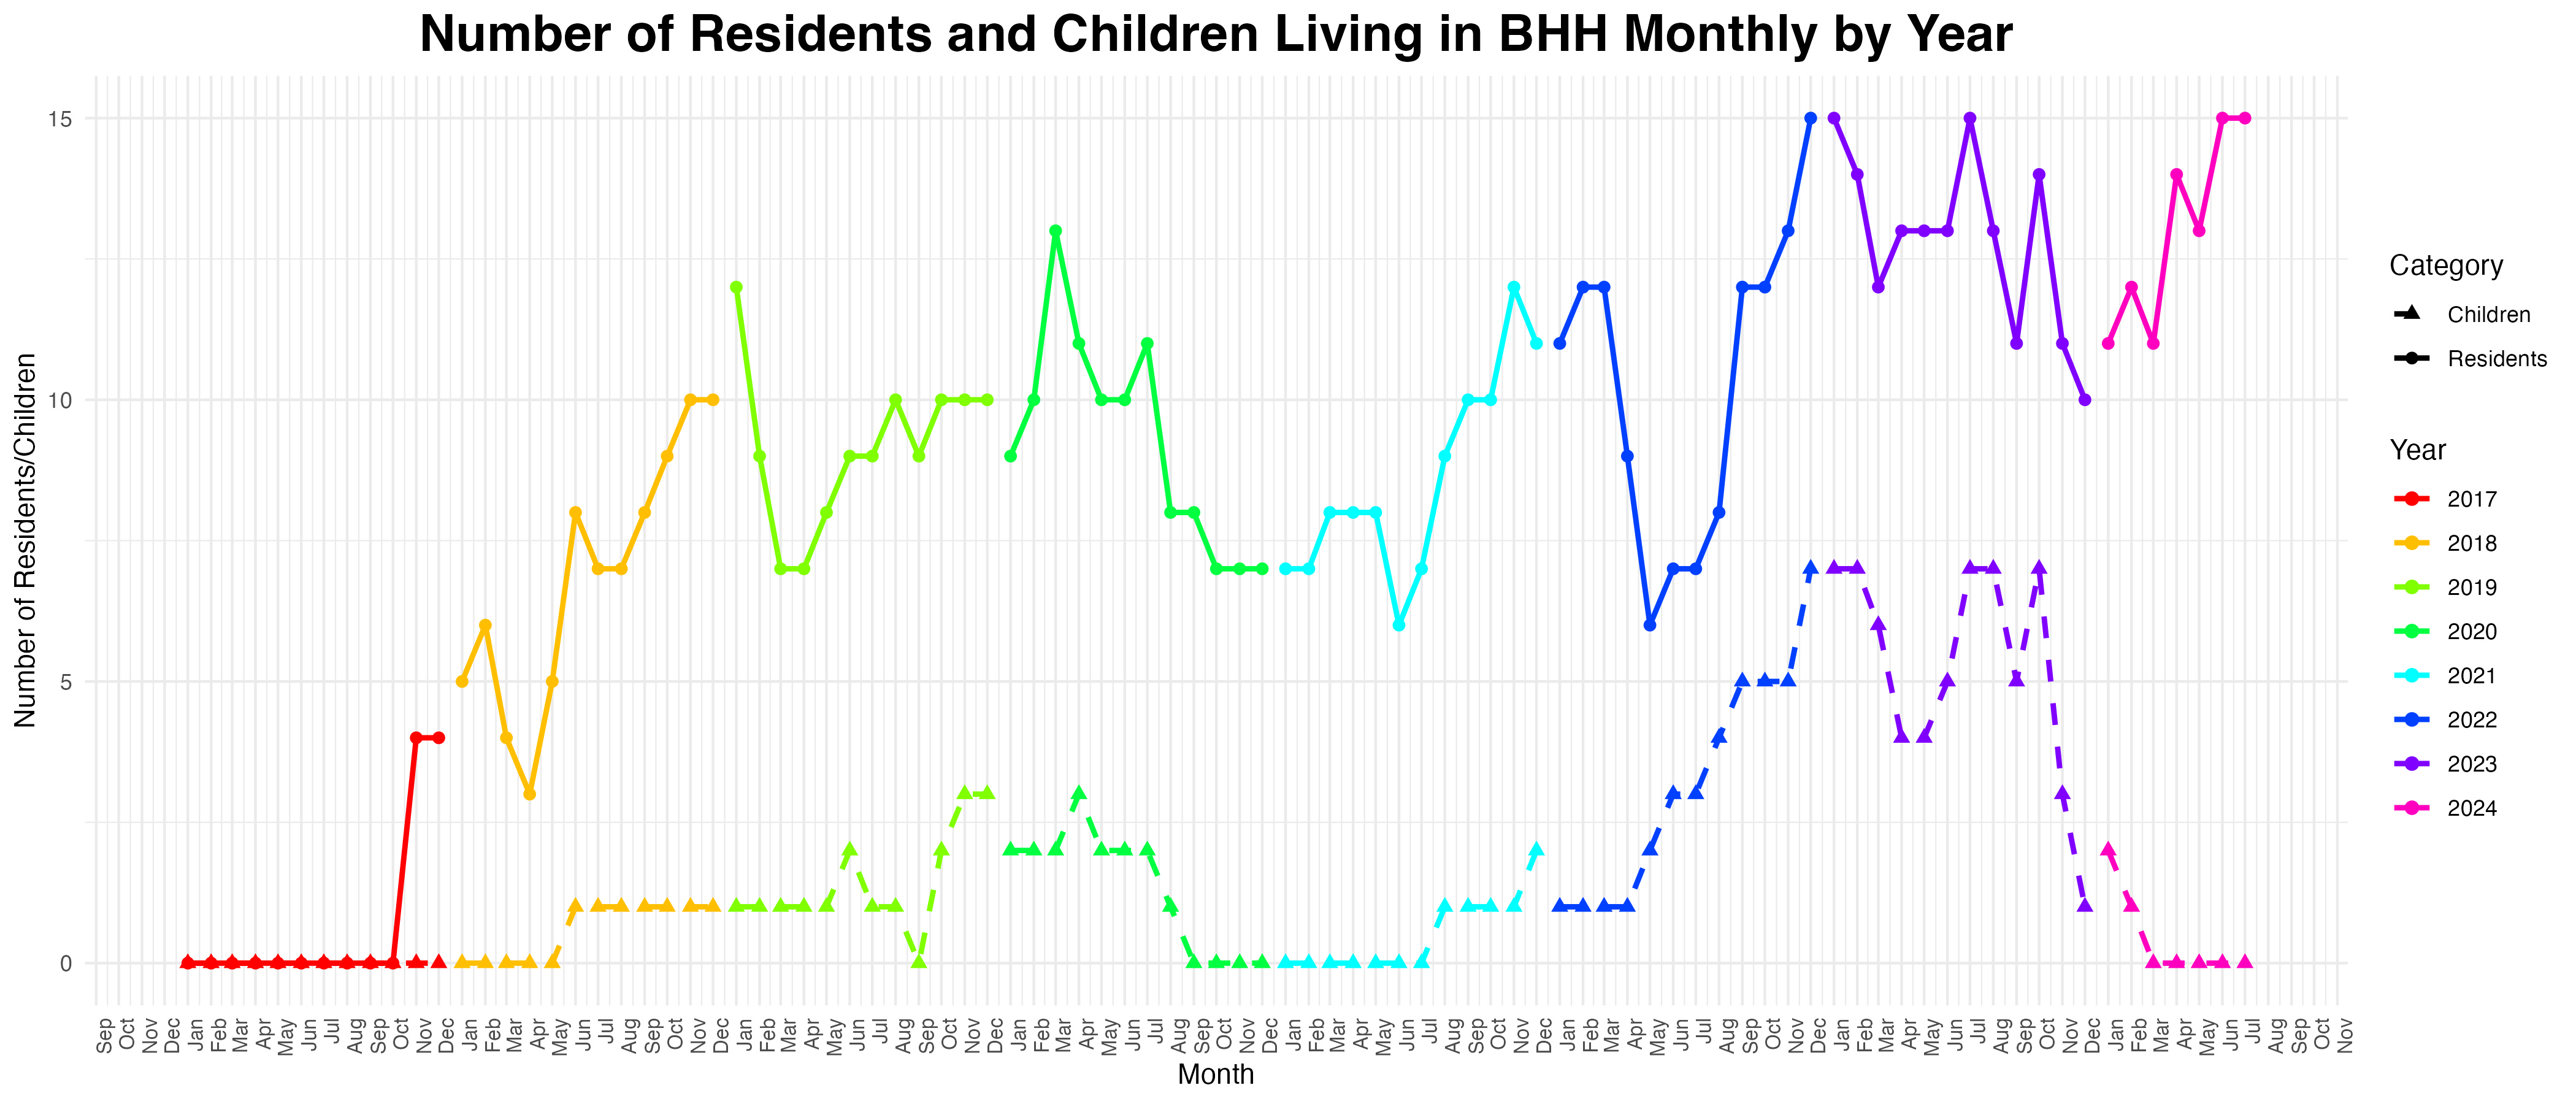 Number of Residents and Children Living in BHH Monthly by Year
Number of Residents/Children
15
10
5
0
Sep Oct Nov Dec Jan Feb Mar Apr May Jun Jul Aug Sep Oct Nov Dec Jan Feb Mar Apr May Jun Jul Aug Sep Oct Nov Dec Jan Feb Mar Apr May Jun Jul Aug Sep Oct Nov Dec Jan Feb Mar Apr May Jun Jul Aug Sep Oct Nov Dec Jan Feb Mar Apr May Jun Jul Aug Sep Oct Nov Dec Jan Feb Mar Apr May Jun Jul Aug Sep Oct Nov Dec Jan Feb Mar Apr May Jun Jul Aug Sep Oct Nov Dec Jan Feb Mar Apr May Jun Jul Aug Sep Oct Nov
Month
Category
Children
Residents
Year
2017
2018
2019
2020
2021
2022
2023
2024